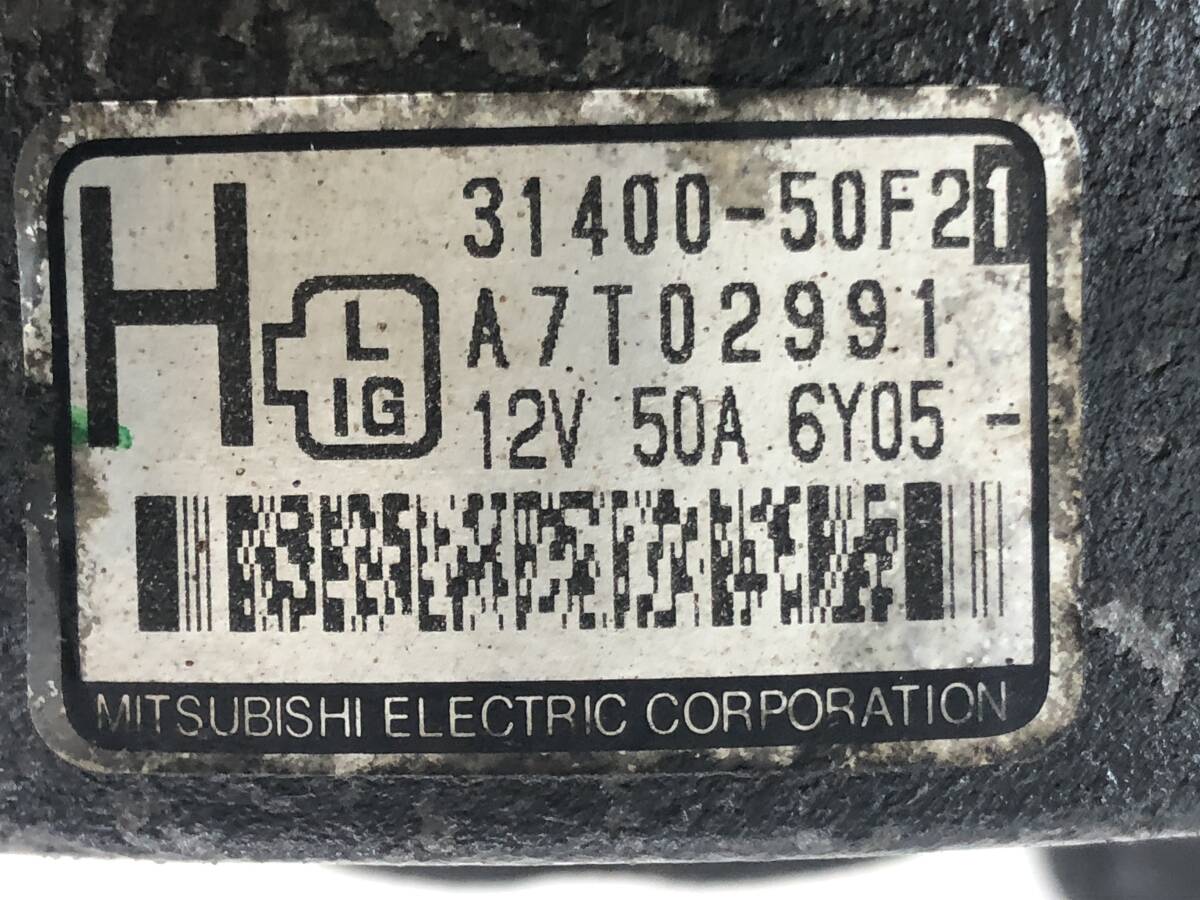 H
31400-50F21
L
A7T02991
IG
12V 50A 6Y05 -
MITSUBISHI ELECTRIC CORPORATION